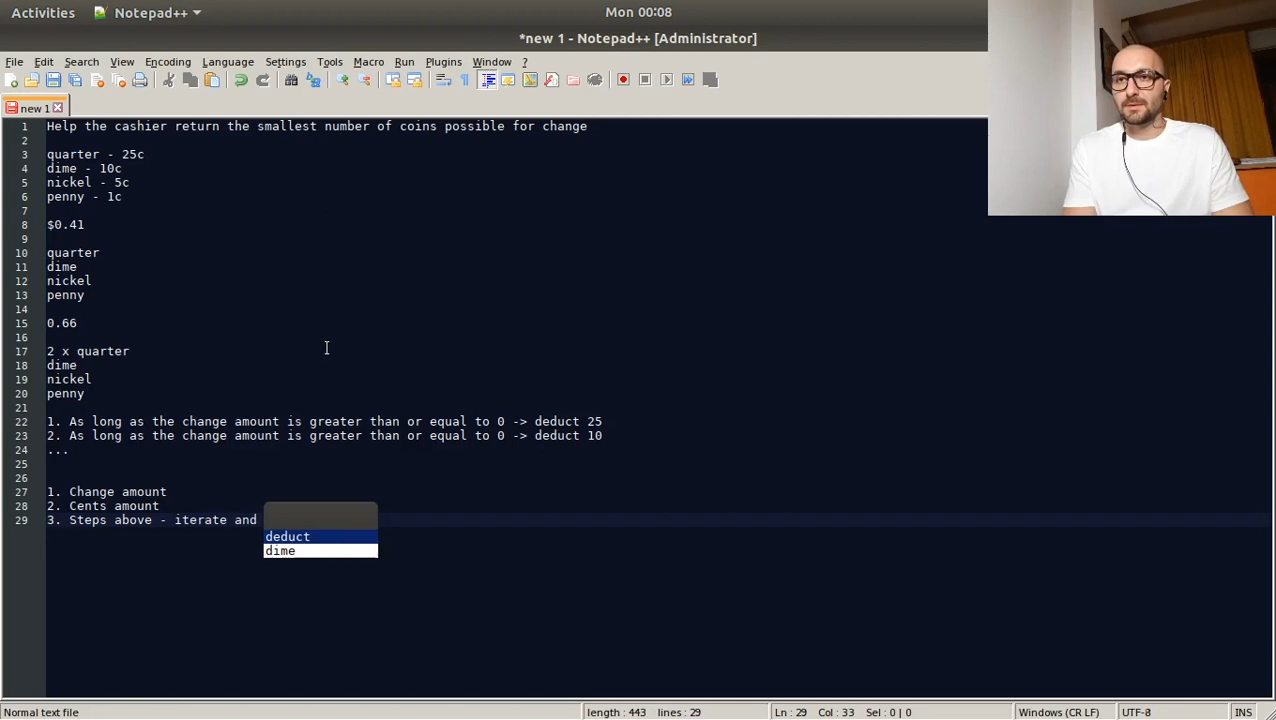 Activities Notepad++ Mon 00:08
*new 1 - Notepad++ [Administrator]
File Edit Search View Encoding Language Settings Tools Macro Run Plugins Window ?
new 1
1 Help the cashier return the smallest number of coins possible for change
2
3 quarter - 25c
4 dime - 10c
5 nickel - 5c
6 penny - 1c
7
8 $0.41
9
10 quarter
11 dime
12 nickel
13 penny
14
15 0.66
16
17 2 x quarter
18 dime
19 nickel
20 penny
21
22 1. As long as the change amount is greater than or equal to 0 -> deduct 25
23 2. As long as the change amount is greater than or equal to 0 -> deduct 10
24 ...
25
26
27 1. Change amount
28 2. Cents amount
29 3. Steps above - iterate and
deduct
dime
Normal text file length : 443 lines : 29 Ln : 29 Col : 33 Sel : 0 | 0 Windows (CR LF) UTF-8 INS